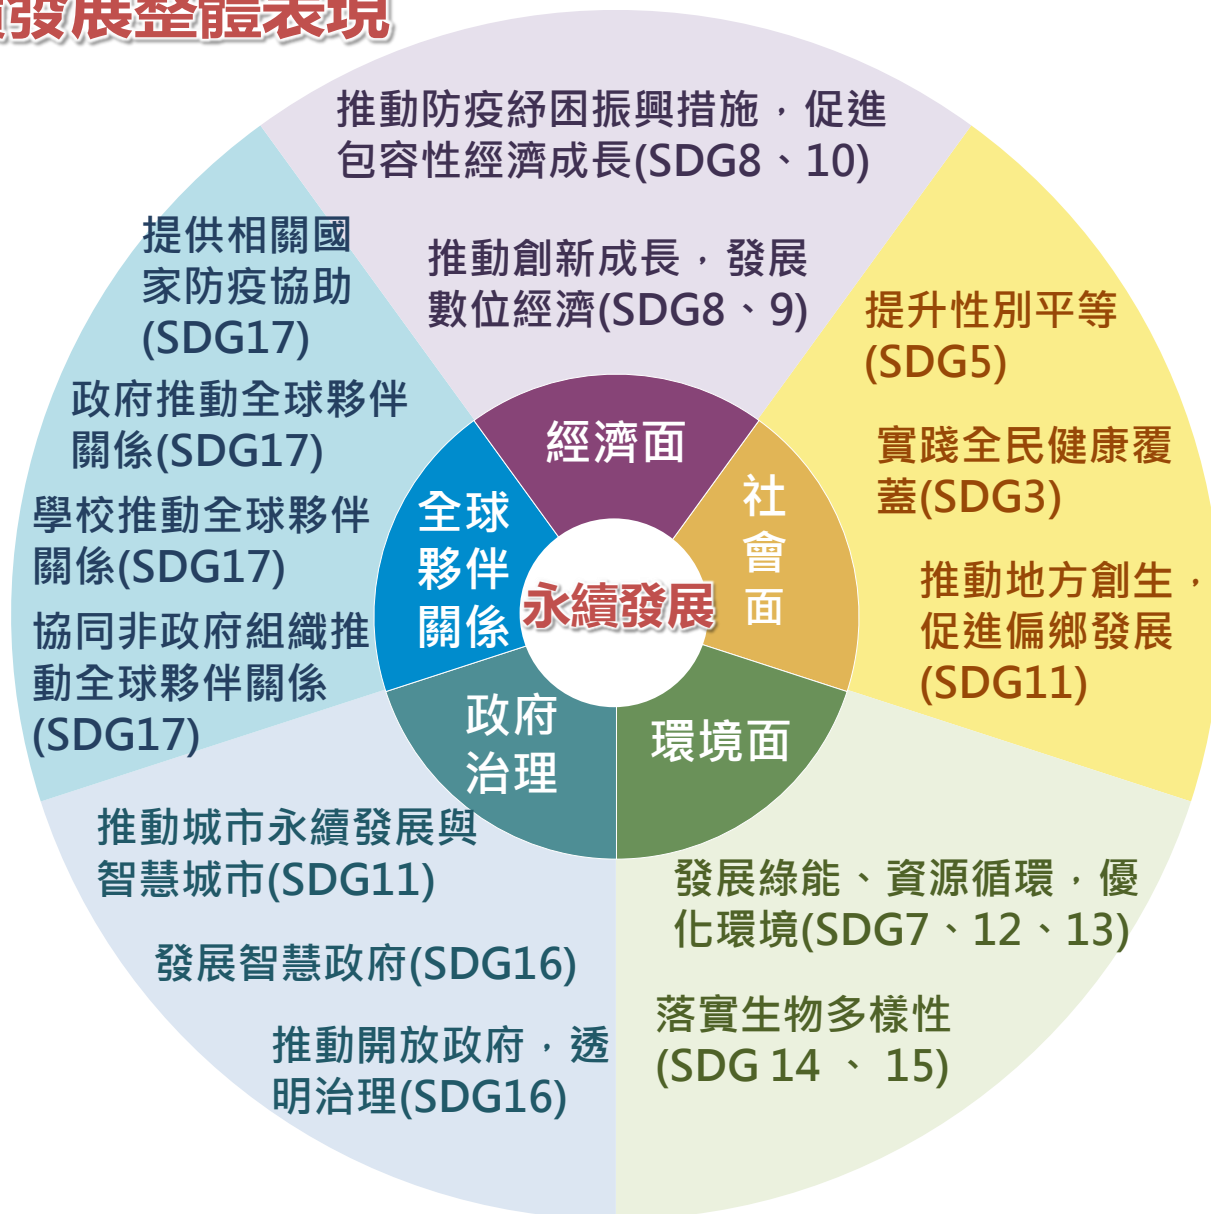 發展整體表現
推動防疫紓困振興措施，促進
包容性經濟成長(SDG8、10)
推動創新成長，發展
數位經濟(SDG8、9)
提升性別平等
(SDG5)
實踐全民健康覆
蓋(SDG3)
推動地方創生，
促進偏鄉發展
(SDG11)
發展綠能、資源循環，優
化環境(SDG7、12、13)
落實生物多樣性
(SDG 14 、 15)
推動城市永續發展與
智慧城市(SDG11)
發展智慧政府(SDG16)
推動開放政府，透
明治理(SDG16)
提供相關國
家防疫協助
(SDG17)
政府推動全球夥伴
關係(SDG17)
學校推動全球夥伴
關係(SDG17)
協同非政府組織推
動全球夥伴關係
(SDG17)
經濟面
社
會
面
環境面
政府
治理
全球
夥伴
關係
永續發展